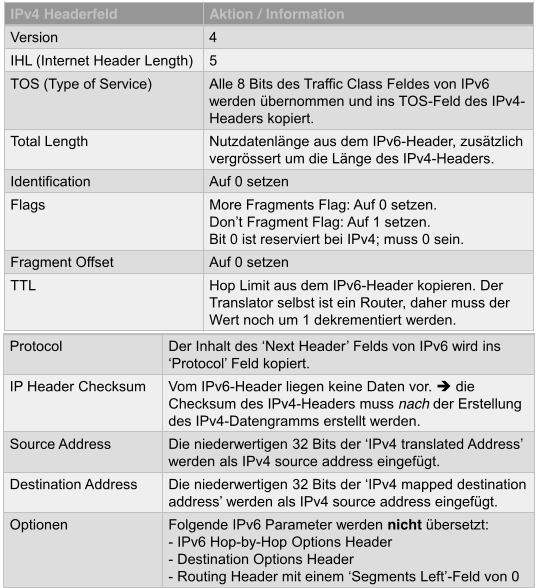 IPv4 Headerfeld Aktion / Information
Version 4
IHL (Internet Header Length) 5
TOS (Type of Service) Alle 8 Bits des Traffic Class Feldes von IPv6
werden übernommen und ins TOS-Feld des IPv4-
Headers kopiert.
Total Length Nutzdatenlänge aus dem IPv6-Header, zusätzlich
vergrössert um die Länge des IPv4-Headers.
Identification Auf 0 setzen
Flags More Fragments Flag: Auf 0 setzen.
Don't Fragment Flag: Auf 1 setzen.
Bit 0 ist reserviert bei IPv4; muss 0 sein.
Fragment Offset Auf 0 setzen
TTL Hop Limit aus dem IPv6-Header kopieren. Der
Translator selbst ist ein Router, daher muss der
Wert noch um 1 dekrementiert werden.
Protocol Der Inhalt des 'Next Header' Felds von IPv6 wird ins
'Protocol' Feld kopiert.
IP Header Checksum Vom IPv6-Header liegen keine Daten vor. ➔ die
Checksum des IPv4-Headers muss nach der Erstellung
des IPv4-Datengramms erstellt werden.
Source Address Die niederwertigen 32 Bits der 'IPv4 translated Address'
werden als IPv4 source address eingefügt.
Destination Address Die niederwertigen 32 Bits der 'IPv4 mapped destination
address' werden als IPv4 source address eingefügt.
Optionen Folgende IPv6 Parameter werden nicht übersetzt:
- IPv6 Hop-by-Hop Options Header
- Destination Options Header
- Routing Header mit einem 'Segments Left'-Feld von 0